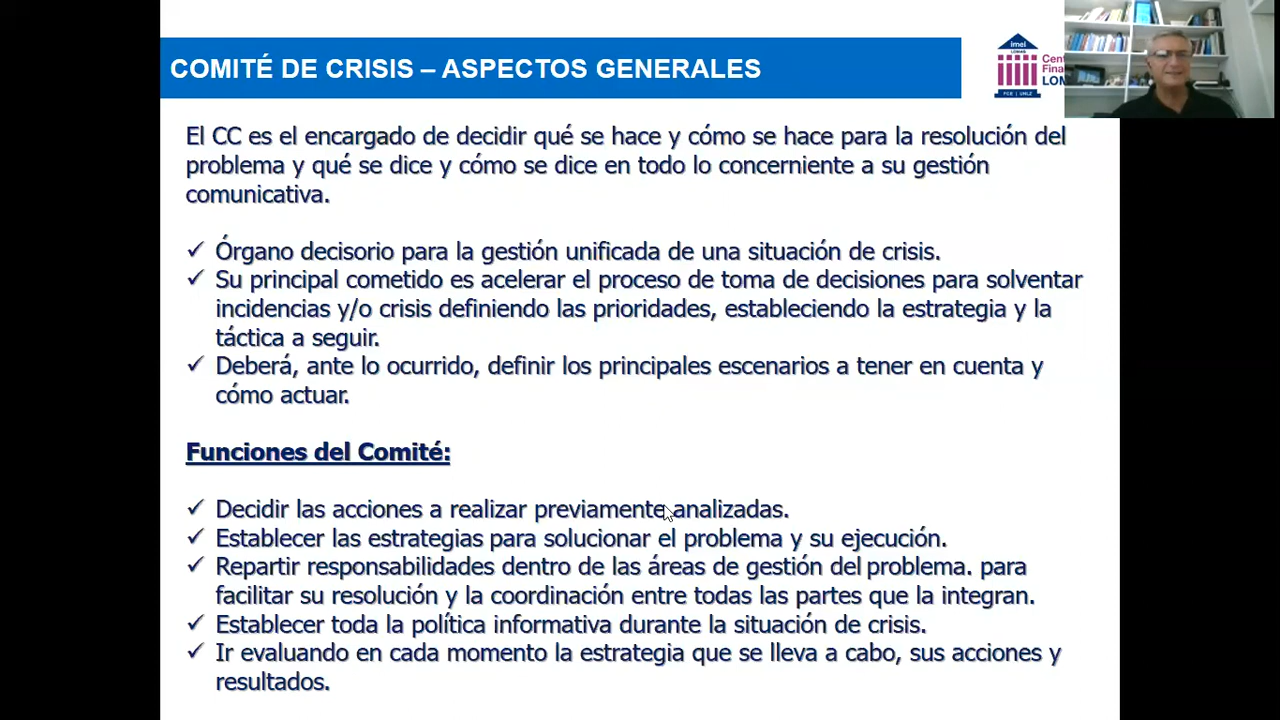 COMITÉ DE CRISIS – ASPECTOS GENERALES
imei
LOMAS
Cent
Fina
LOM
FCE | UNLZ
El CC es el encargado de decidir qué se hace y cómo se hace para la resolución del
problema y qué se dice y cómo se dice en todo lo concerniente a su gestión
comunicativa.
✓ Órgano decisorio para la gestión unificada de una situación de crisis.
✓ Su principal cometido es acelerar el proceso de toma de decisiones para solventar
incidencias y/o crisis definiendo las prioridades, estableciendo la estrategia y la
táctica a seguir.
✓ Deberá, ante lo ocurrido, definir los principales escenarios a tener en cuenta y
cómo actuar.
Funciones del Comité:
✓ Decidir las acciones a realizar previamente analizadas.
✓ Establecer las estrategias para solucionar el problema y su ejecución.
✓ Repartir responsabilidades dentro de las áreas de gestión del problema. para
facilitar su resolución y la coordinación entre todas las partes que la integran.
✓ Establecer toda la política informativa durante la situación de crisis.
✓ Ir evaluando en cada momento la estrategia que se lleva a cabo, sus acciones y
resultados.